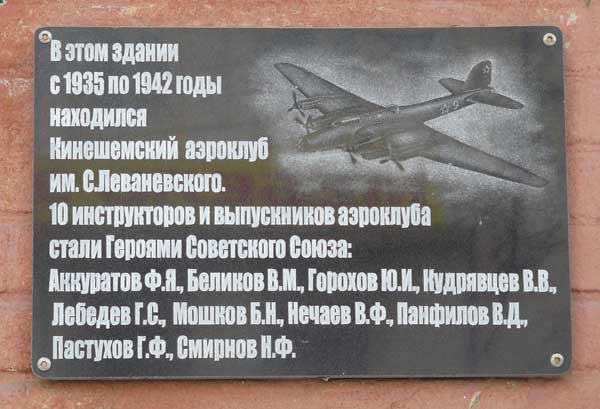 В этом здании
с 1935 по 1942 годы
находился
Кинешемский аэроклуб
им. С.Леваневского.
10 инструкторов и выпускников аэроклуба
стали Героями Советского Союза:
Аккуратов Ф.Я., Беликов В.М., Горохов Ю.И., Кудрявцев В.В.,
Лебедев Г.С., Мошков Б.Н., Нечаев В.Ф., Панфилов В.Д.,
Пастухов Г.Ф., Смирнов Н.Ф.